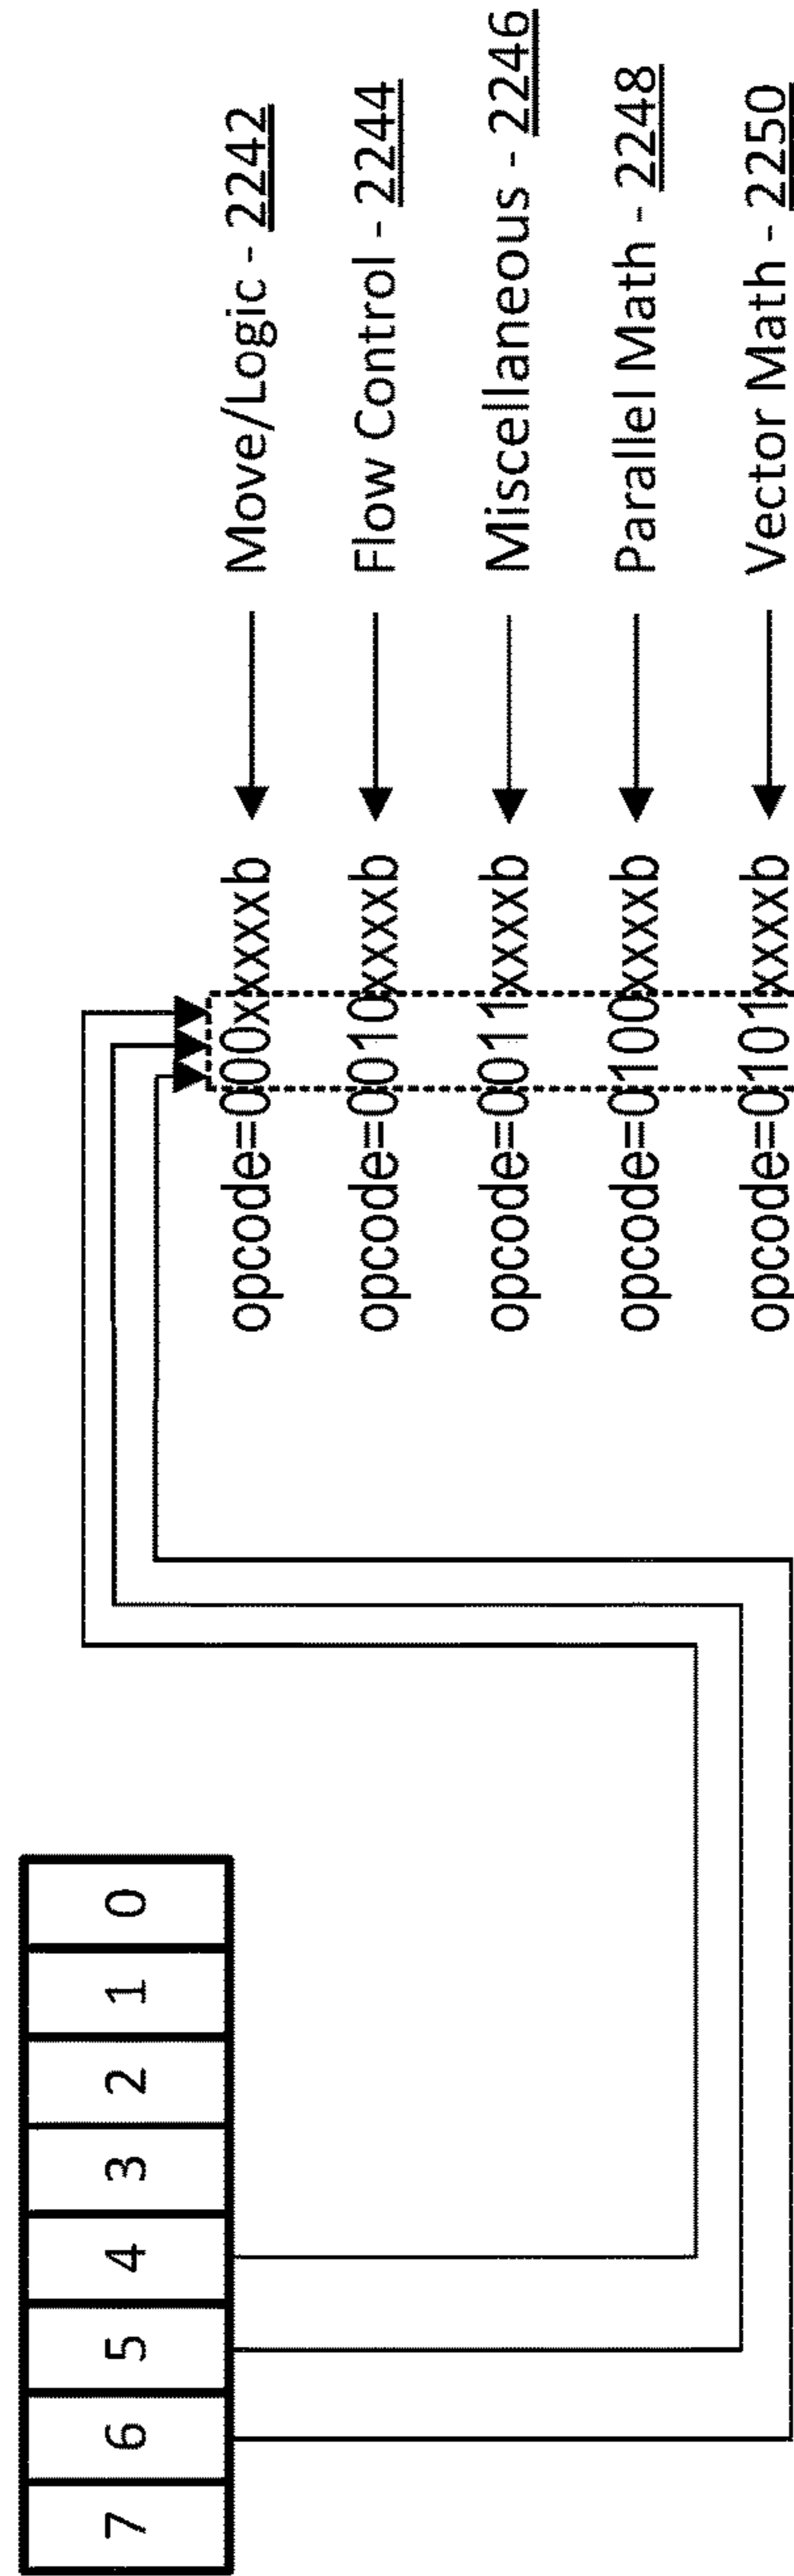 7 6 5 4 3 2 1 0
opcode=000xxxxxb Move/Logic - 2242
opcode=0010xxxxb Flow Control - 2244
opcode=0011xxxxb Miscellaneous - 2246
opcode=0100xxxxb Parallel Math - 2248
opcode=0101xxxxb Vector Math - 2250